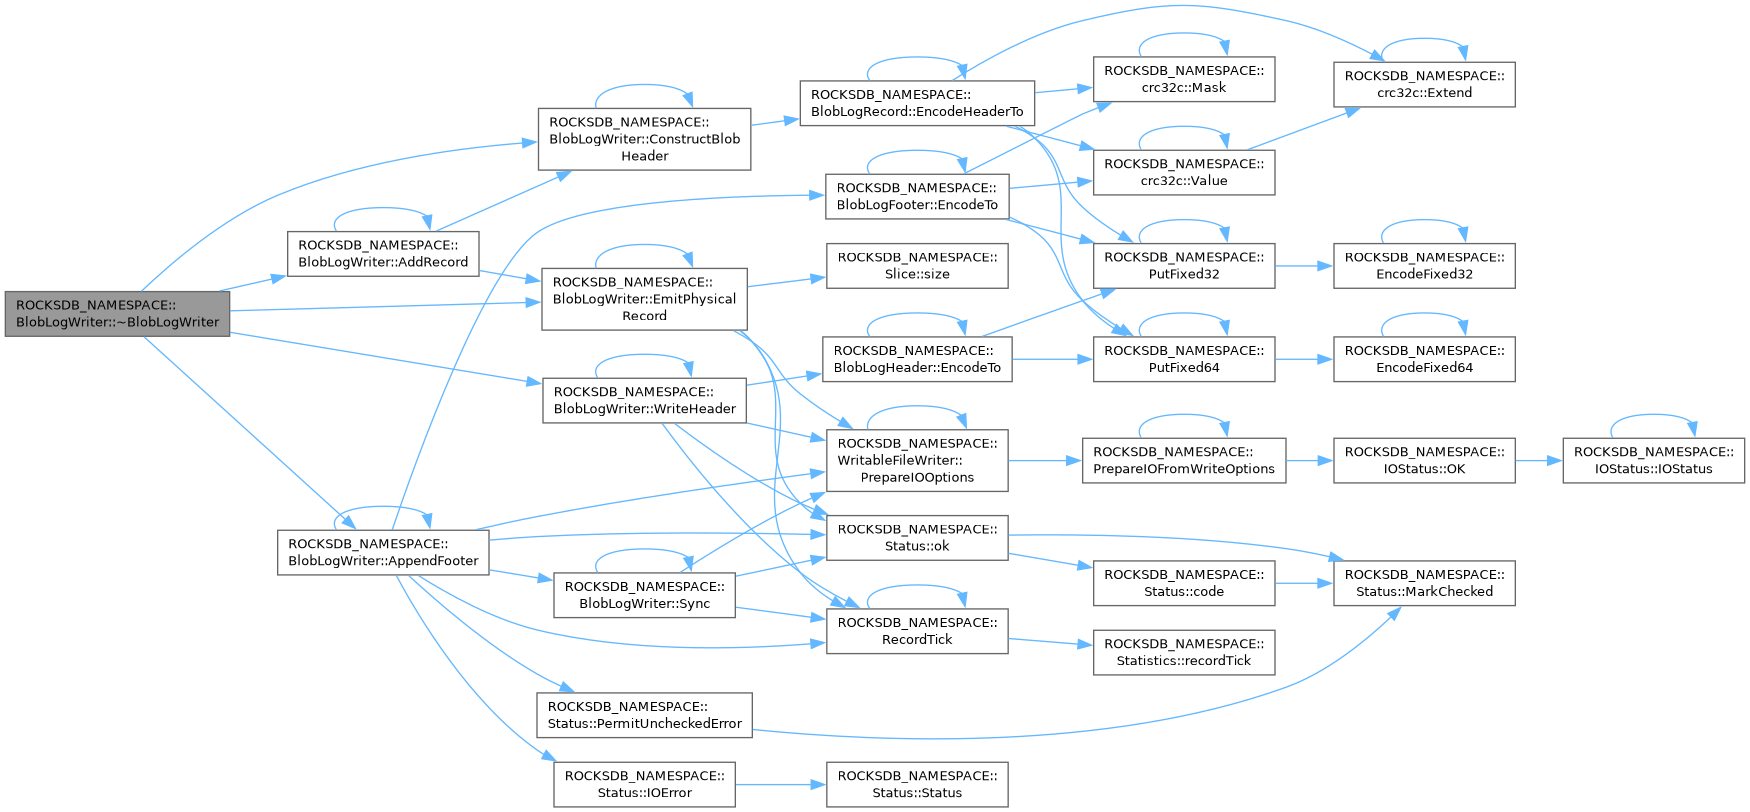 ROCKSDB_NAMESPACE::
BlobLogWriter::~BlobLogWriter
ROCKSDB_NAMESPACE::
BlobLogWriter::AddRecord
ROCKSDB_NAMESPACE::
BlobLogWriter::AppendFooter
ROCKSDB_NAMESPACE::
BlobLogWriter::ConstructBlob
Header
ROCKSDB_NAMESPACE::
BlobLogWriter::EmitPhysical
Record
ROCKSDB_NAMESPACE::
BlobLogWriter::WriteHeader
ROCKSDB_NAMESPACE::
BlobLogWriter::Sync
ROCKSDB_NAMESPACE::
Status::PermitUncheckedError
ROCKSDB_NAMESPACE::
Status::IOError
ROCKSDB_NAMESPACE::
BlobLogRecord::EncodeHeaderTo
ROCKSDB_NAMESPACE::
BlobLogFooter::EncodeTo
ROCKSDB_NAMESPACE::
Slice::size
ROCKSDB_NAMESPACE::
BlobLogHeader::EncodeTo
ROCKSDB_NAMESPACE::
WritableFileWriter::
PrepareIOOptions
ROCKSDB_NAMESPACE::
Status::ok
ROCKSDB_NAMESPACE::
RecordTick
ROCKSDB_NAMESPACE::
Status::Status
ROCKSDB_NAMESPACE::
crc32c::Mask
ROCKSDB_NAMESPACE::
crc32c::Value
ROCKSDB_NAMESPACE::
PutFixed32
ROCKSDB_NAMESPACE::
PutFixed64
ROCKSDB_NAMESPACE::
PrepareIOFromWriteOptions
ROCKSDB_NAMESPACE::
Status::code
ROCKSDB_NAMESPACE::
Statistics::recordTick
ROCKSDB_NAMESPACE::
crc32c::Extend
ROCKSDB_NAMESPACE::
EncodeFixed32
ROCKSDB_NAMESPACE::
EncodeFixed64
ROCKSDB_NAMESPACE::
IOStatus::OK
ROCKSDB_NAMESPACE::
Status::MarkChecked
ROCKSDB_NAMESPACE::
IOStatus::IOStatus